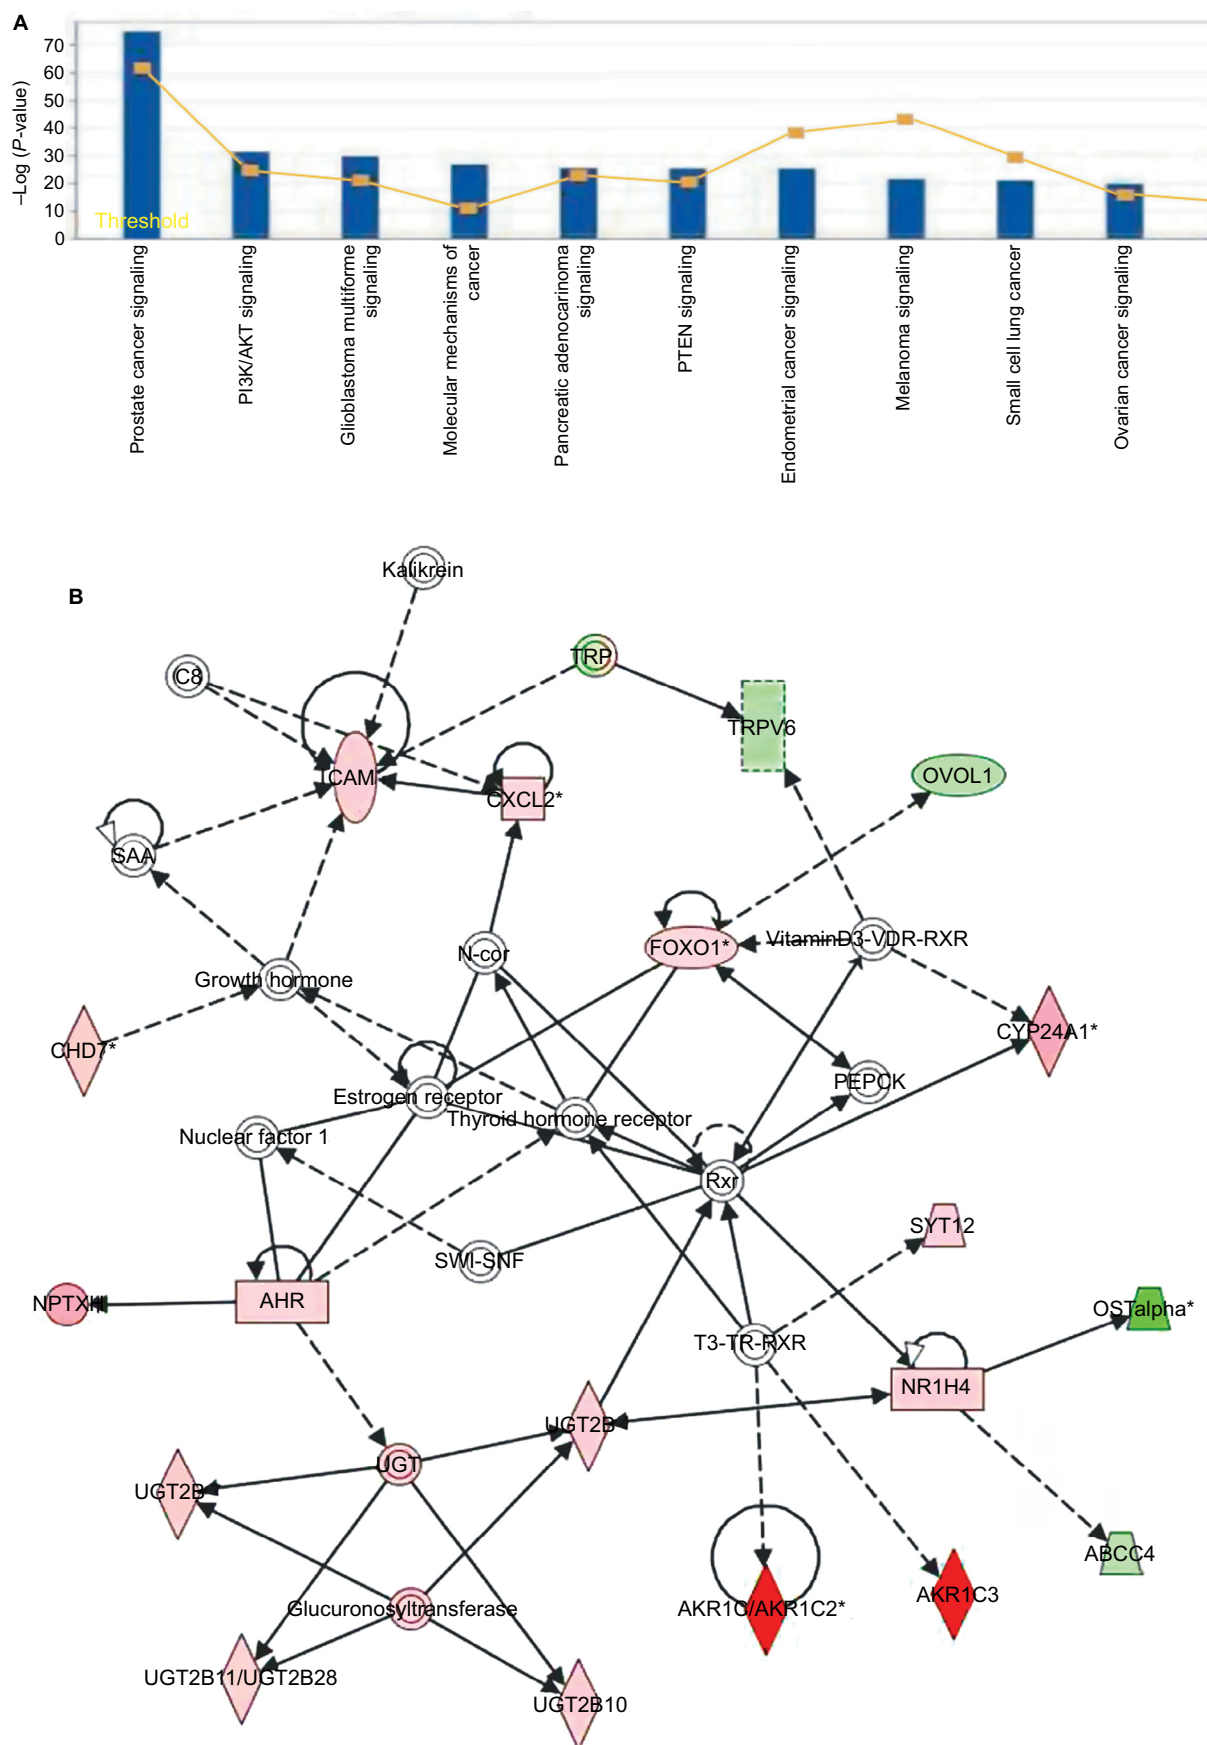 A
–Log (P-value)
70
60
50
40
30
20
10
0
Threshold
Prostate cancer signaling
PI3K/AKT signaling
Glioblastoma multiforme
signaling
Molecular mechanisms of
cancer
Pancreatic adenocarinoma
signaling
PTEN signaling
Endometrial cancer signaling
Melanoma signaling
Small cell lung cancer
Ovarian cancer signaling
B
Kalikrein
TRP
C8
TRPV6
ICAM
OVOL1
CXCL2*
SAA
N-cor
FOXO1*
VitaminD3-VDR-RXR
Growth hormone
CHD7*
CYP24A1*
PEPCK
Estrogen receptor
Thyroid hormone receptor
Nuclear factor 1
Rxr
SYT12
SWI-SNF
NPTXII
AHR
OSTalpha*
T3-TR-RXR
NR1H4
UGT2B
UGT
UGT2B
ABCC4
AKR1C3
Glucuronosyltransferase
AKR1C/AKR1C2*
UGT2B11/UGT2B28
UGT2B10